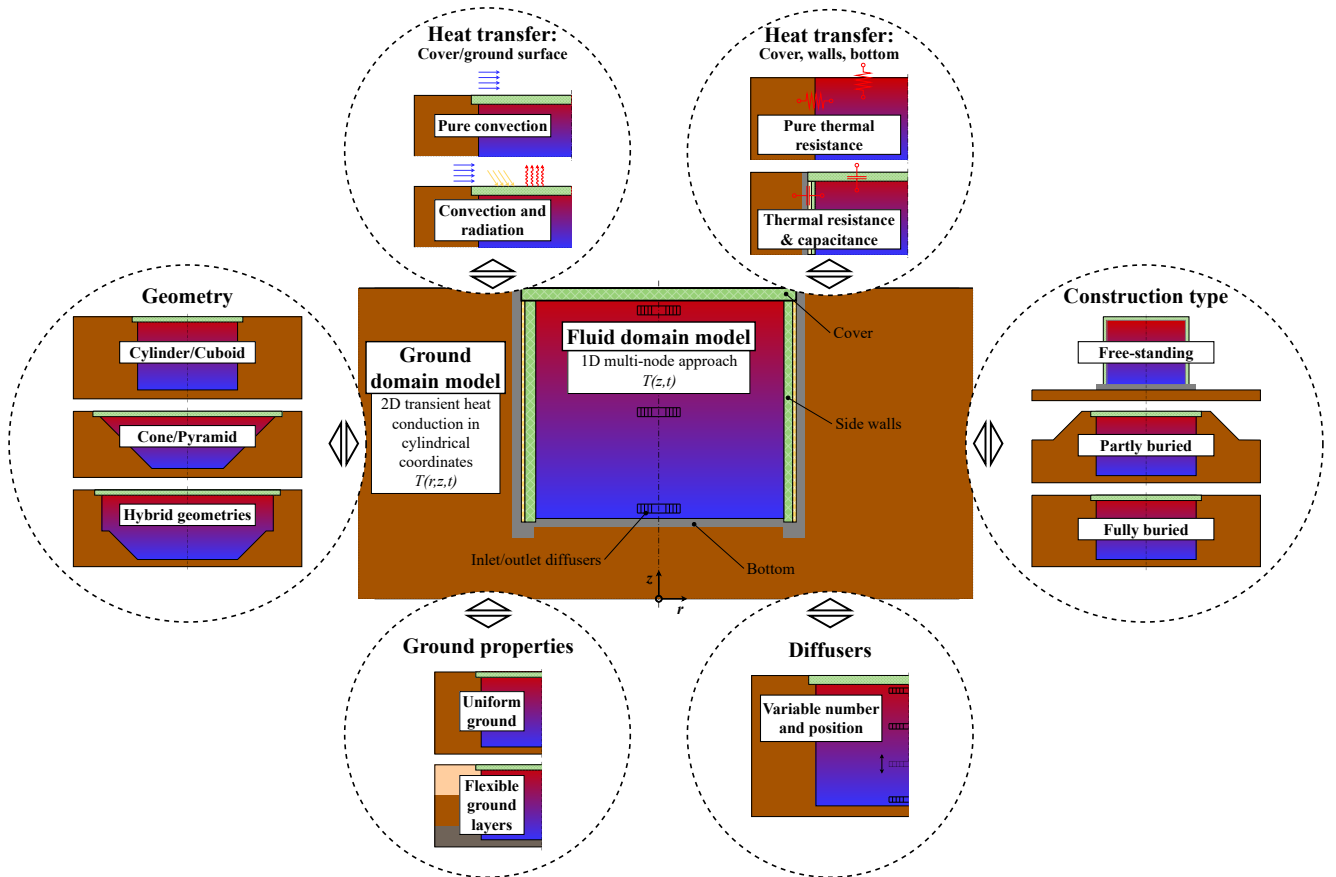 Heat transfer:
Cover/ground surface
Pure convection
Convection and
radiation
Heat transfer:
Cover, walls, bottom
Pure thermal
resistance
Thermal resistance
& capacitance
Geometry
Cylinder/Cuboid
Cone/Pyramid
Hybrid geometries
Ground
domain model
2D transient heat
conduction in
cylindrical
coordinates
T(r,z,t)
Fluid domain model
1D multi-node approach
T(z,t)
Cover
Side walls
Inlet/outlet diffusers
Bottom
z
r
Construction type
Free-standing
Partly buried
Fully buried
Ground properties
Uniform
ground
Flexible
ground
layers
Diffusers
Variable number
and position